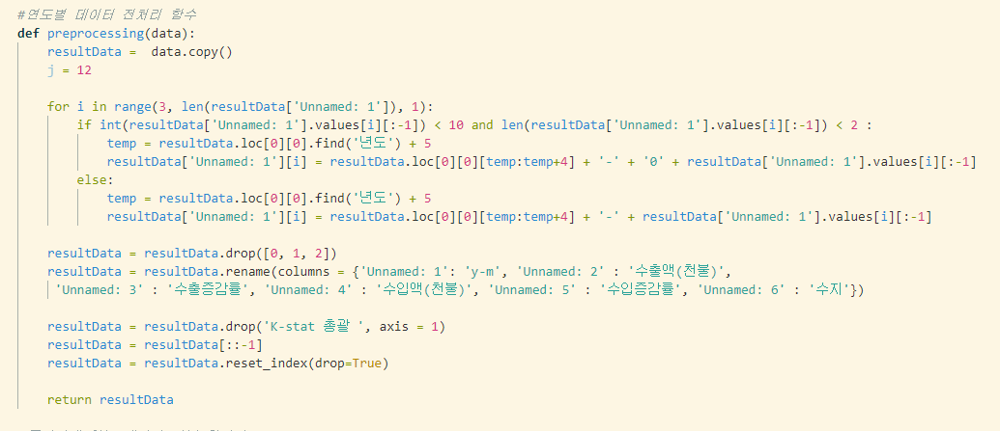 #연도별 데이터 전처리 함수
def preprocessing(data):
    resultData =  data.copy()
    j = 12
    for i in range(3, len(resultData['Unnamed: 1']), 1):
        if int(resultData['Unnamed: 1'].values[i][:-1]) < 10 and len(resultData['Unnamed: 1'].values[i][:-1]) < 2 :
            temp = resultData.loc[0][0].find('년도') + 5
            resultData['Unnamed: 1'][i] = resultData.loc[0][0][temp:temp+4] + '-' + '0' + resultData['Unnamed: 1'].values[i][:-1]
        else:
            temp = resultData.loc[0][0].find('년도') + 5
            resultData['Unnamed: 1'][i] = resultData.loc[0][0][temp:temp+4] + '-' + resultData['Unnamed: 1'].values[i][:-1]
    resultData = resultData.drop([0, 1, 2])
    resultData = resultData.rename(columns = {'Unnamed: 1': 'y-m', 'Unnamed: 2' : '수출액(천불)',
     'Unnamed: 3' : '수출증감률', 'Unnamed: 4' : '수입액(천불)', 'Unnamed: 5' : '수입증감률', 'Unnamed: 6' : '수지'})
    resultData = resultData.drop('K-stat 총괄 ', axis = 1)
    resultData = resultData[::-1]
    resultData = resultData.reset_index(drop=True)
    return resultData